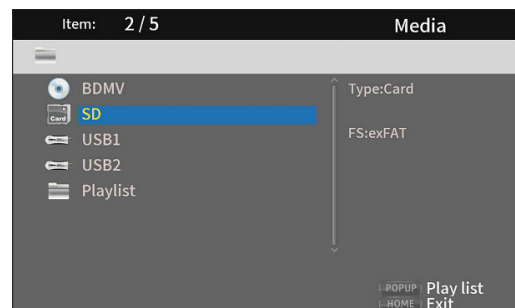 Item: 2/5 Media
BDMV
Card SD
USB1
USB2
Playlist
Type:Card
FS:exFAT
POPUP Play list
HOME Exit